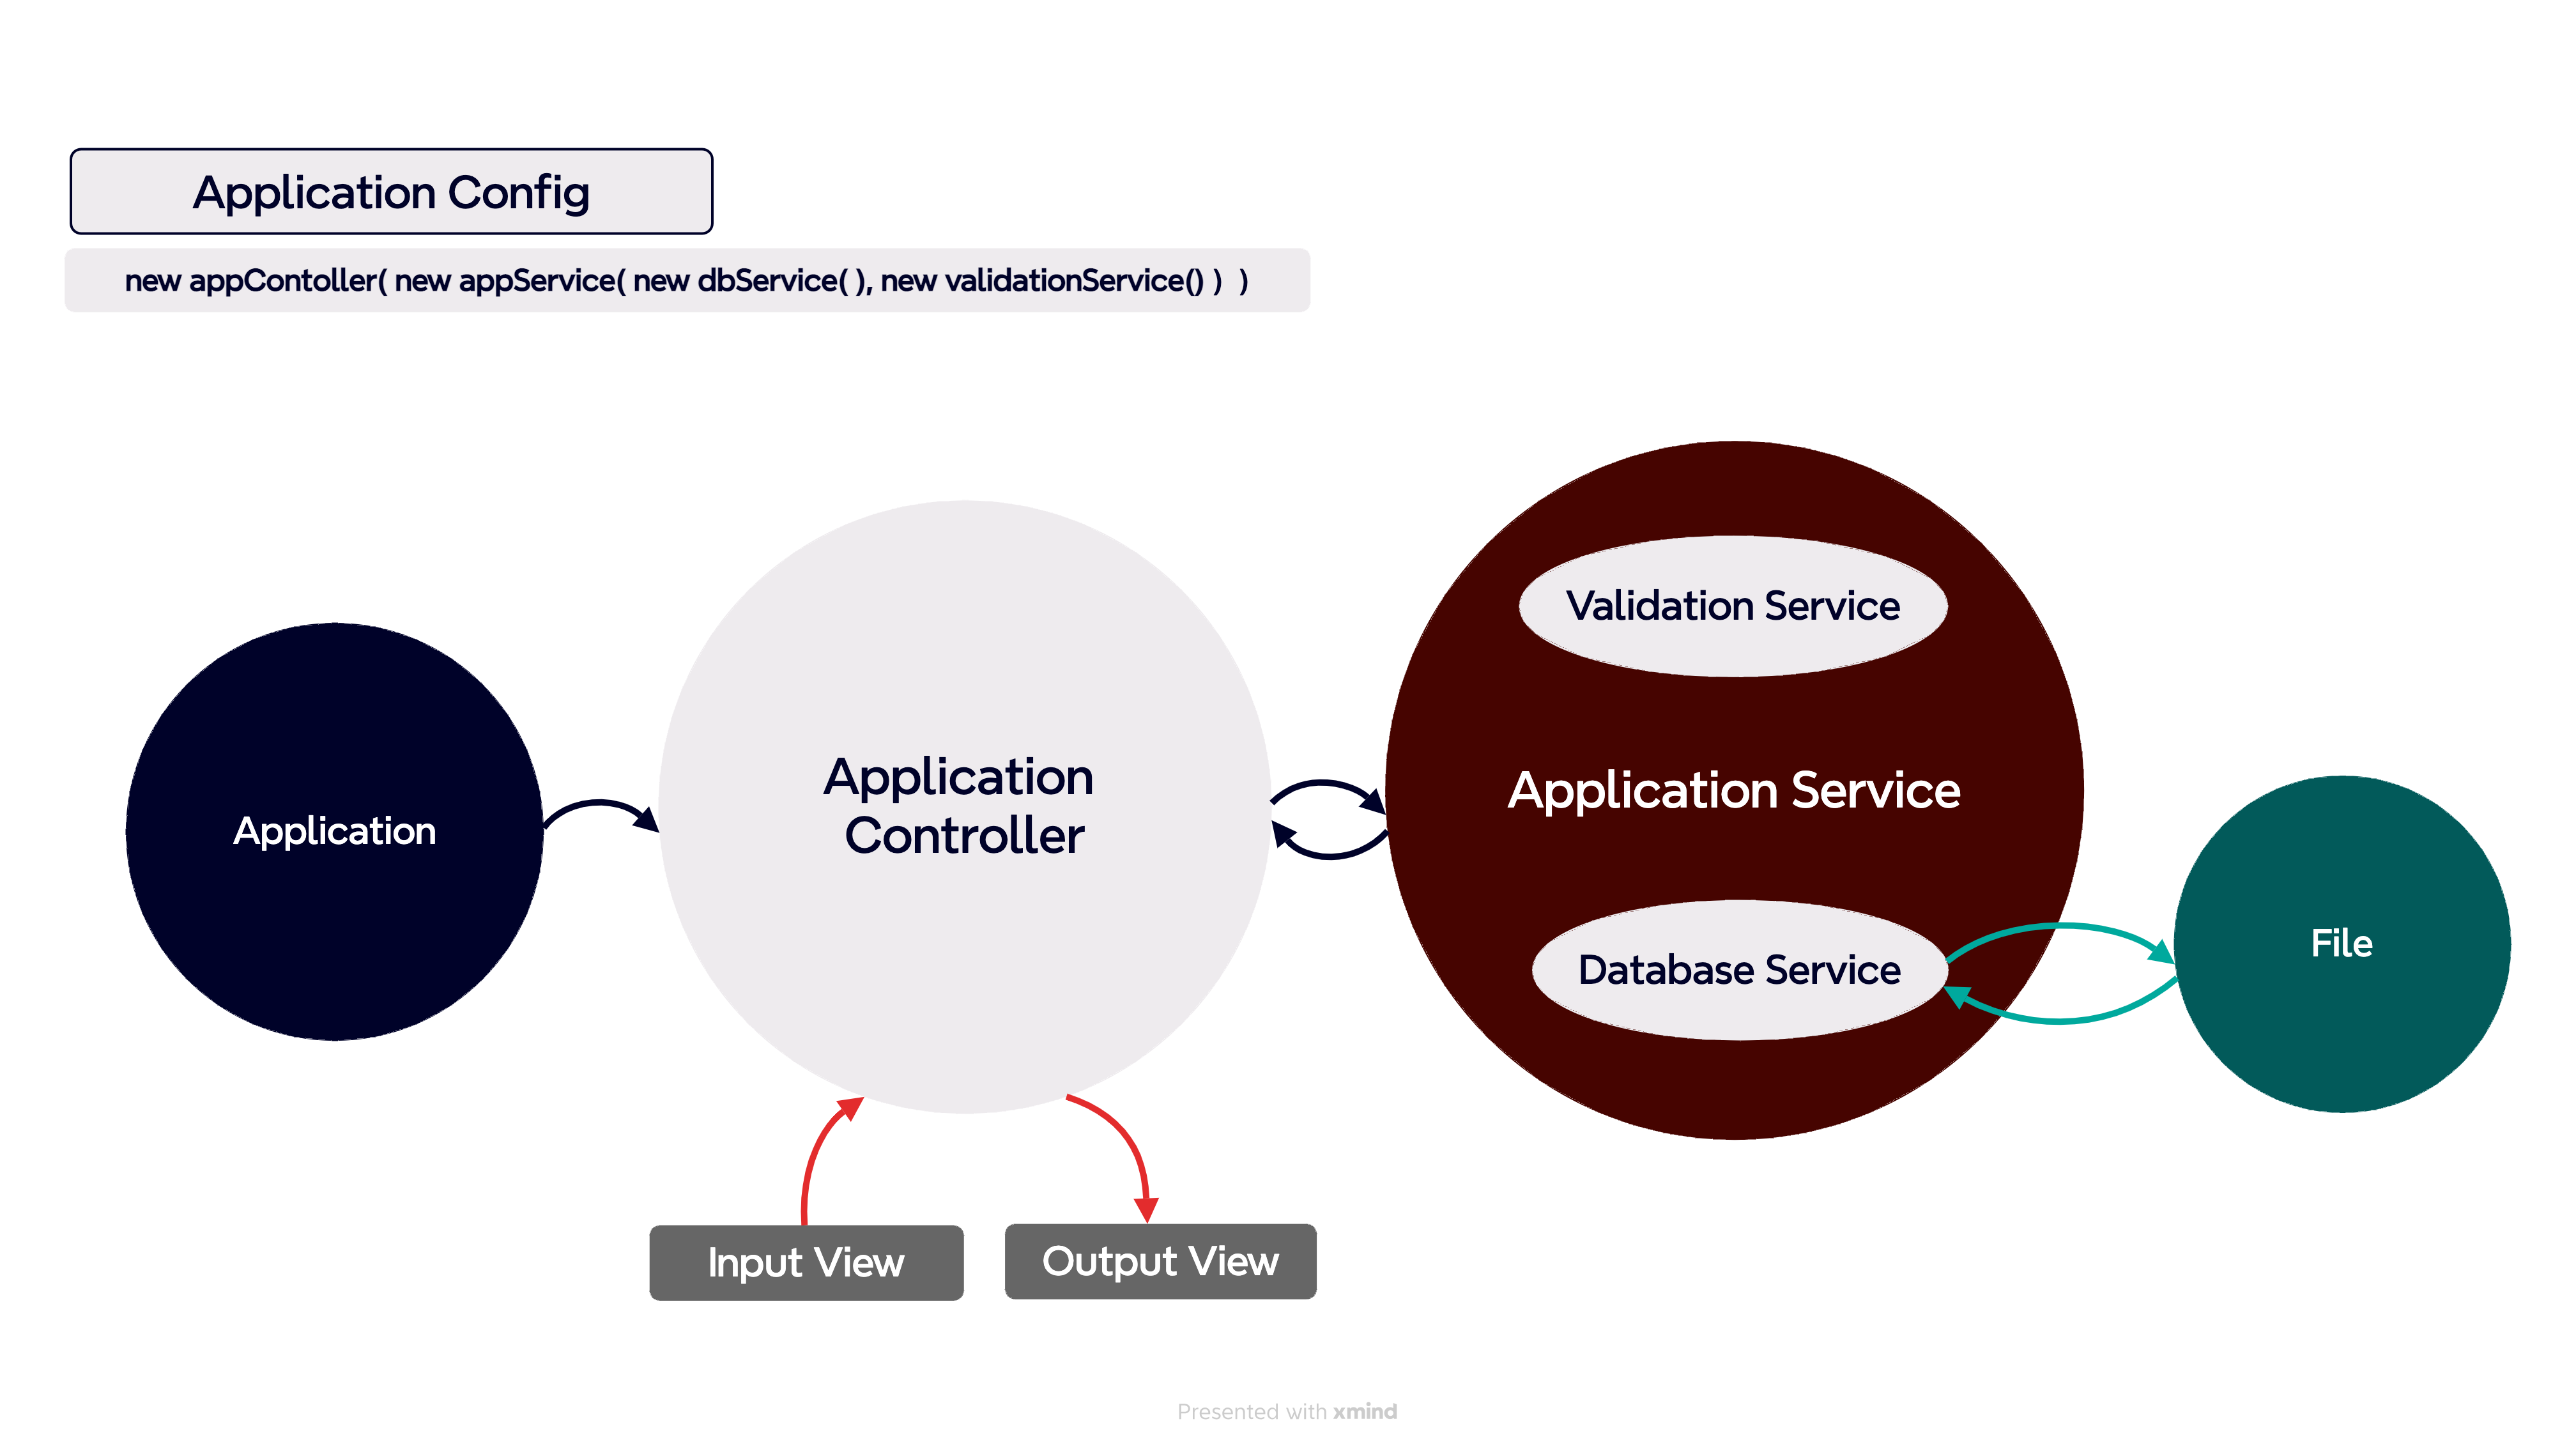 Application Config
new appContoller( new appService( new dbService( ), new validationService() )  )
Validation Service
Application
Controller
Application Service
Application
Database Service
File
Input View
Output View
Presented with xmind